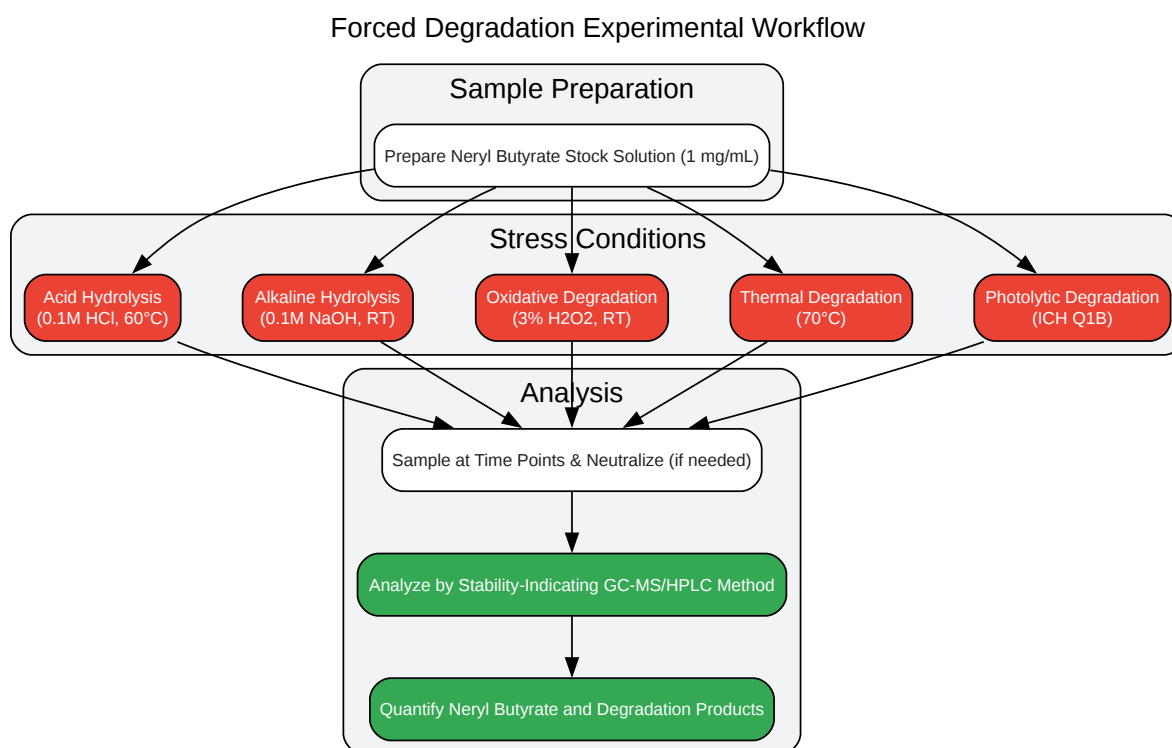 Forced Degradation Experimental Workflow
Sample Preparation
Prepare Neryl Butyrate Stock Solution (1 mg/mL)
Stress Conditions
Acid Hydrolysis
(0.1M HCl, 60°C)
Alkaline Hydrolysis
(0.1M NaOH, RT)
Oxidative Degradation
(3% H2O2, RT)
Thermal Degradation
(70°C)
Photolytic Degradation
(ICH Q1B)
Analysis
Sample at Time Points & Neutralize (if needed)
Analyze by Stability-Indicating GC-MS/HPLC Method
Quantify Neryl Butyrate and Degradation Products